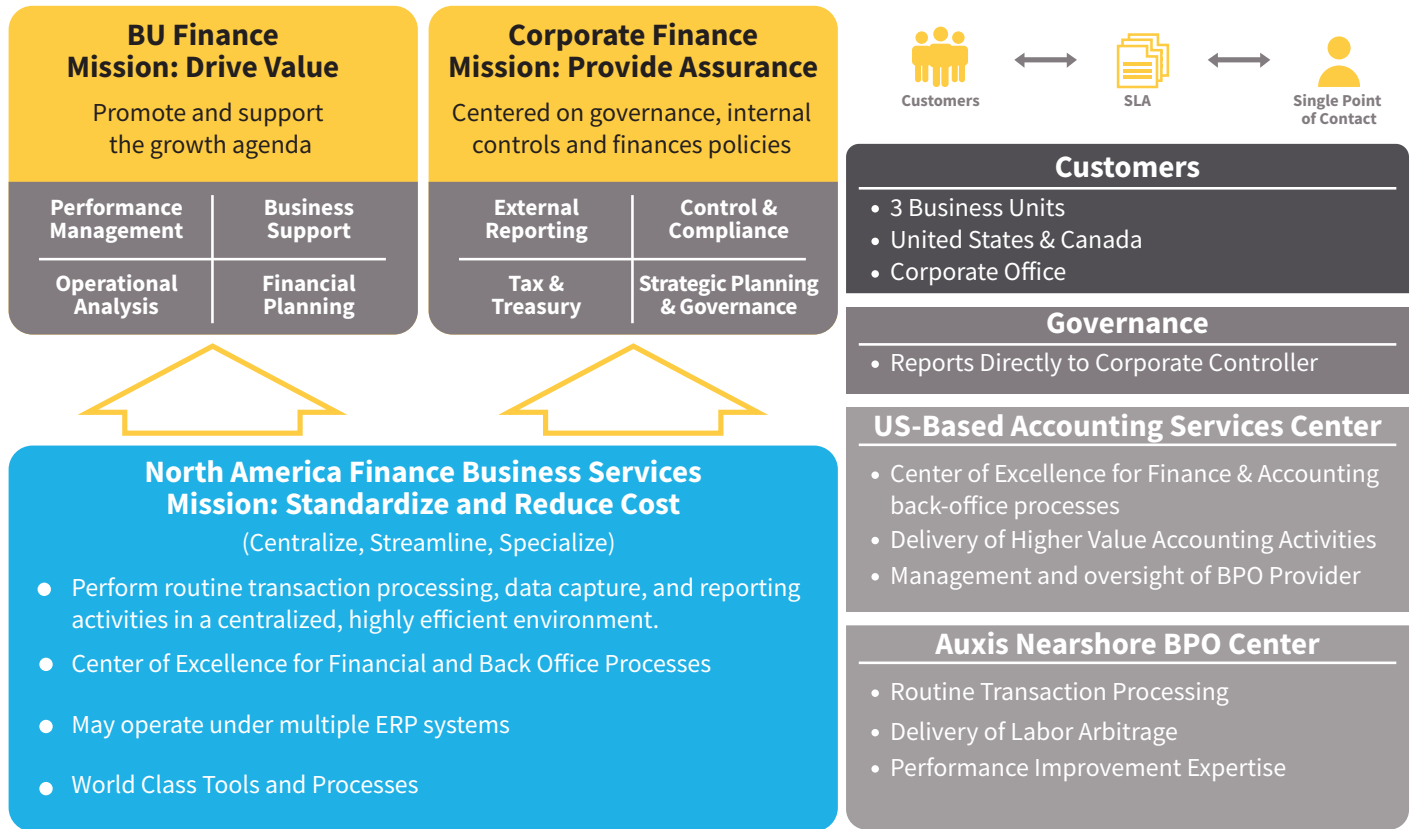 BU Finance
Mission: Drive Value
Promote and support
the growth agenda
Performance
Management
Business
Support
Operational
Analysis
Financial
Planning
Corporate Finance
Mission: Provide Assurance
Centered on governance, internal
controls and finances policies
External
Reporting
Control &
Compliance
Tax &
Treasury
Strategic Planning
& Governance
North America Finance Business Services
Mission: Standardize and Reduce Cost
(Centralize, Streamline, Specialize)
● Perform routine transaction processing, data capture, and reporting
activities in a centralized, highly efficient environment.
● Center of Excellence for Financial and Back Office Processes
● May operate under multiple ERP systems
● World Class Tools and Processes
Customers
SLA
Single Point
of Contact
Customers
• 3 Business Units
• United States & Canada
• Corporate Office
Governance
• Reports Directly to Corporate Controller
US-Based Accounting Services Center
• Center of Excellence for Finance & Accounting
back-office processes
• Delivery of Higher Value Accounting Activities
• Management and oversight of BPO Provider
Auxis Nearshore BPO Center
• Routine Transaction Processing
• Delivery of Labor Arbitrage
• Performance Improvement Expertise